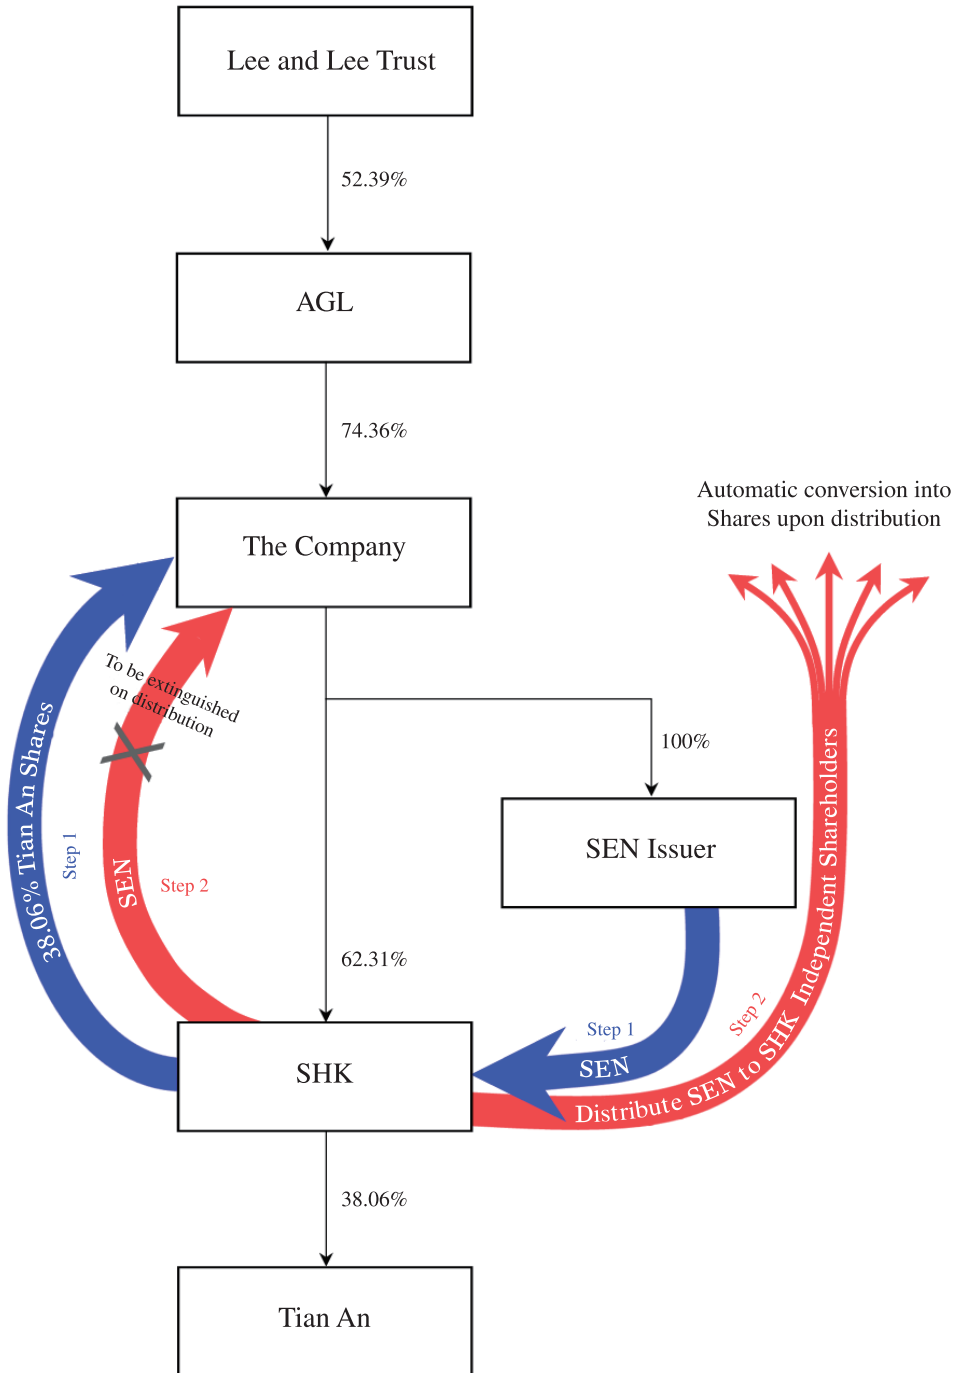 Lee and Lee Trust
52.39%
AGL
74.36%
Automatic conversion into
Shares upon distribution
The Company
To be extinguished
on distribution
38.06% Tian An Shares
Step 1
SEN
Step 2
100%
SEN Issuer
62.31%
Step 1
SEN
Step 2
Distribute SEN to SHK Independent Shareholders
SHK
38.06%
Tian An